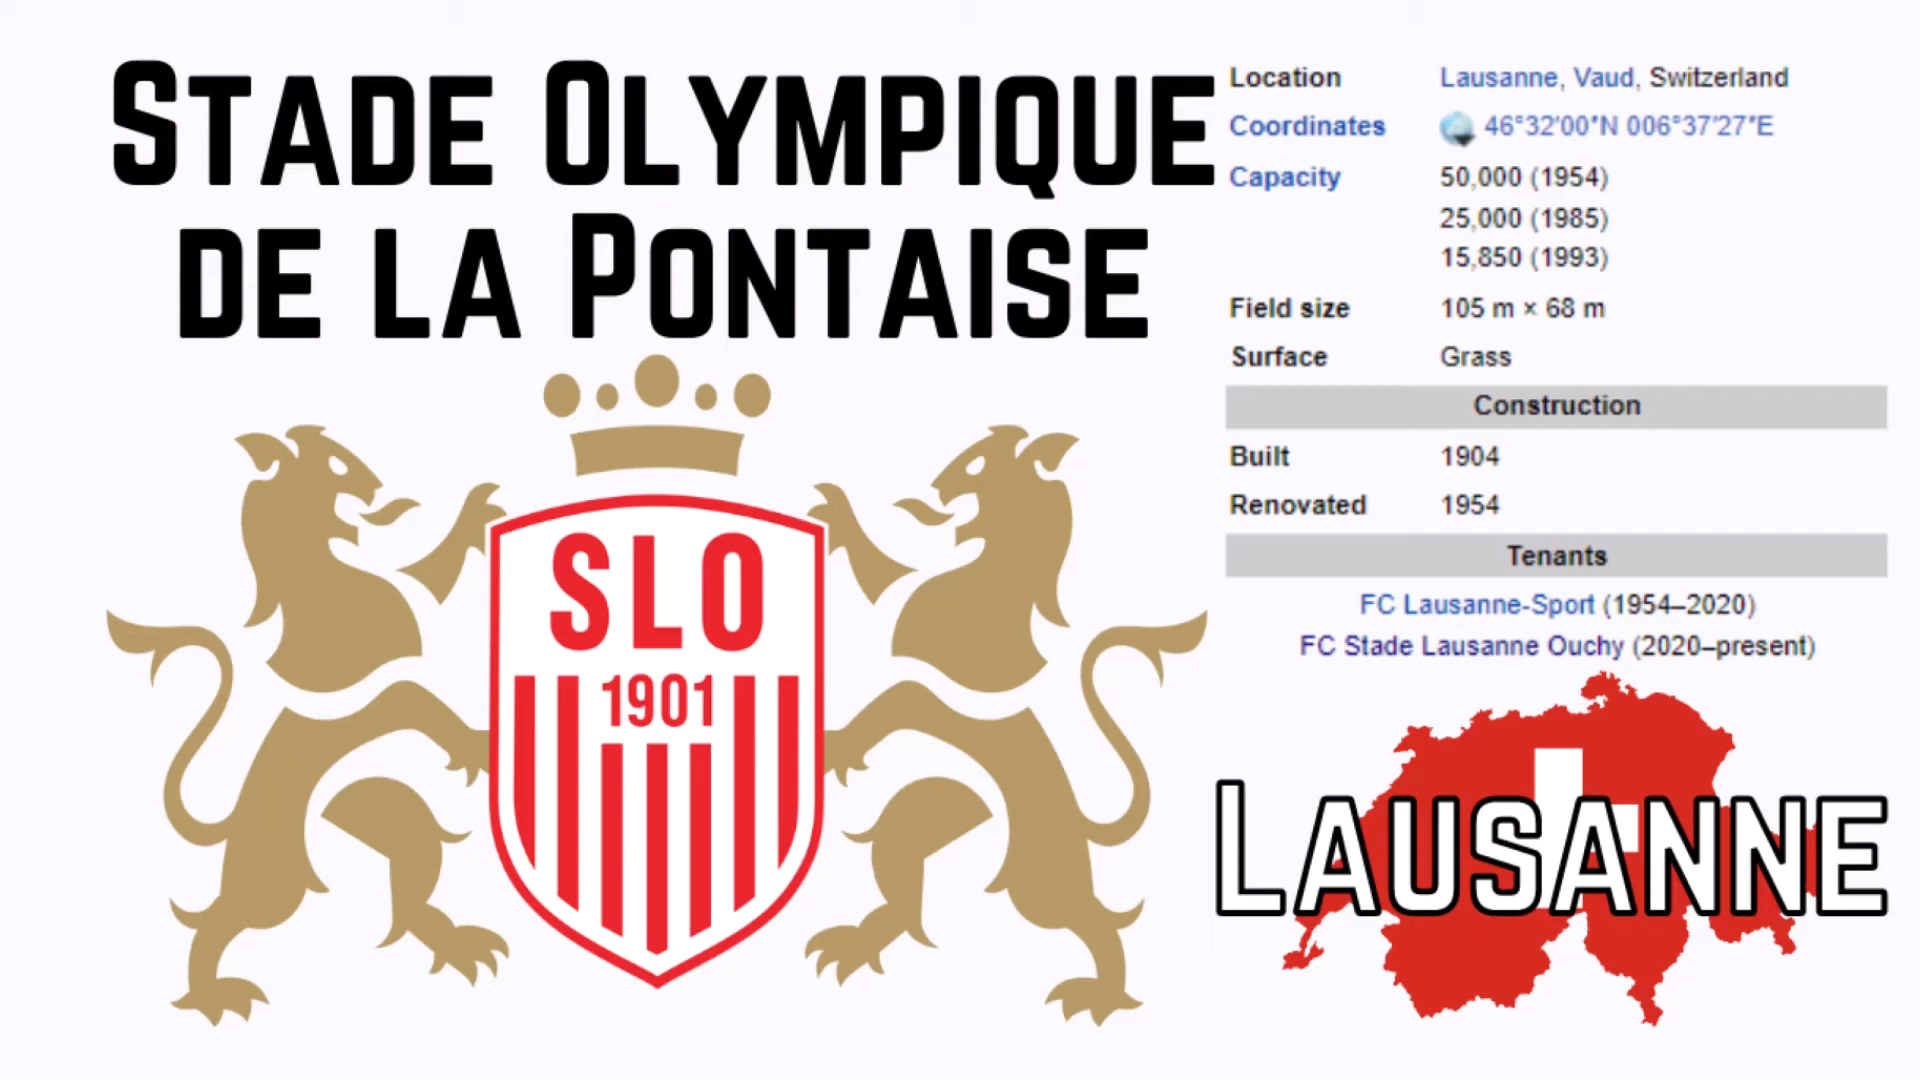 STADE OLYMPIQUE
DE LA PONTAISE
SLO
1901
Location Lausanne, Vaud, Switzerland
Coordinates 46°32′00″N 006°37′27″E
Capacity 50,000 (1954)
25,000 (1985)
15,850 (1993)
Field size 105 m × 68 m
Surface Grass
Construction
Built 1904
Renovated 1954
Tenants
FC Lausanne-Sport (1954–2020)
FC Stade Lausanne Ouchy (2020–present)
LAUSANNE